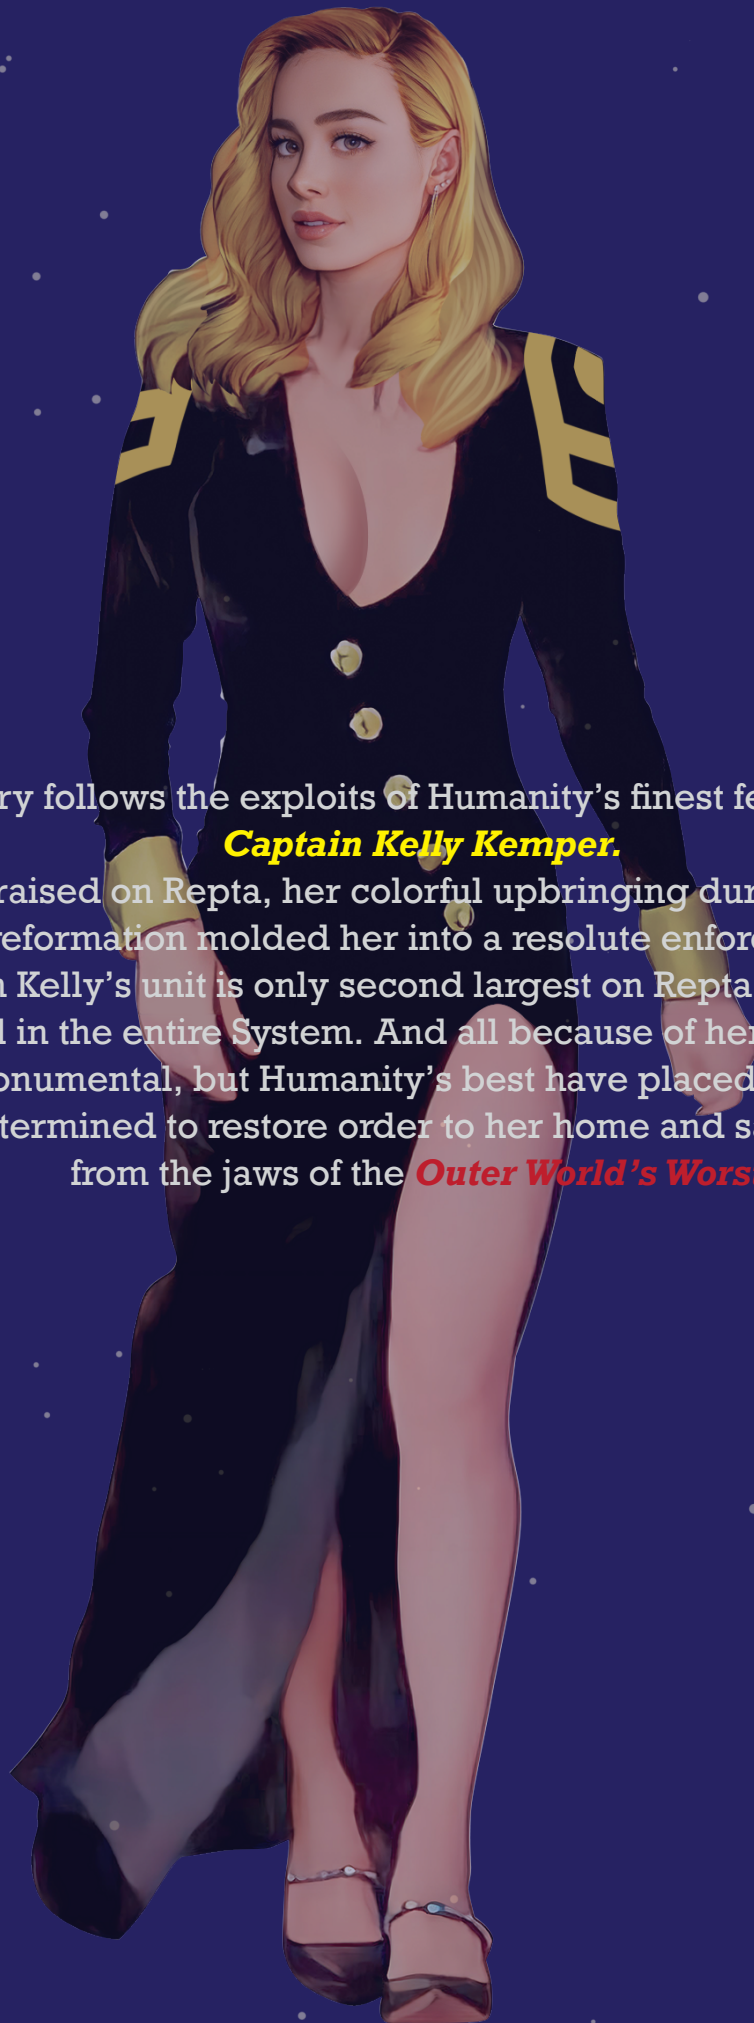 ry follows the exploits of Humanity’s finest fe
Captain Kelly Kemper.
raised on Repta, her colorful upbringing dur
reformation molded her into a resolute enforc
n Kelly’s unit is only second largest on Repta
l in the entire System. And all because of her
onumental, but Humanity’s best have placed
termined to restore order to her home and s
from the jaws of the Outer World’s Wors